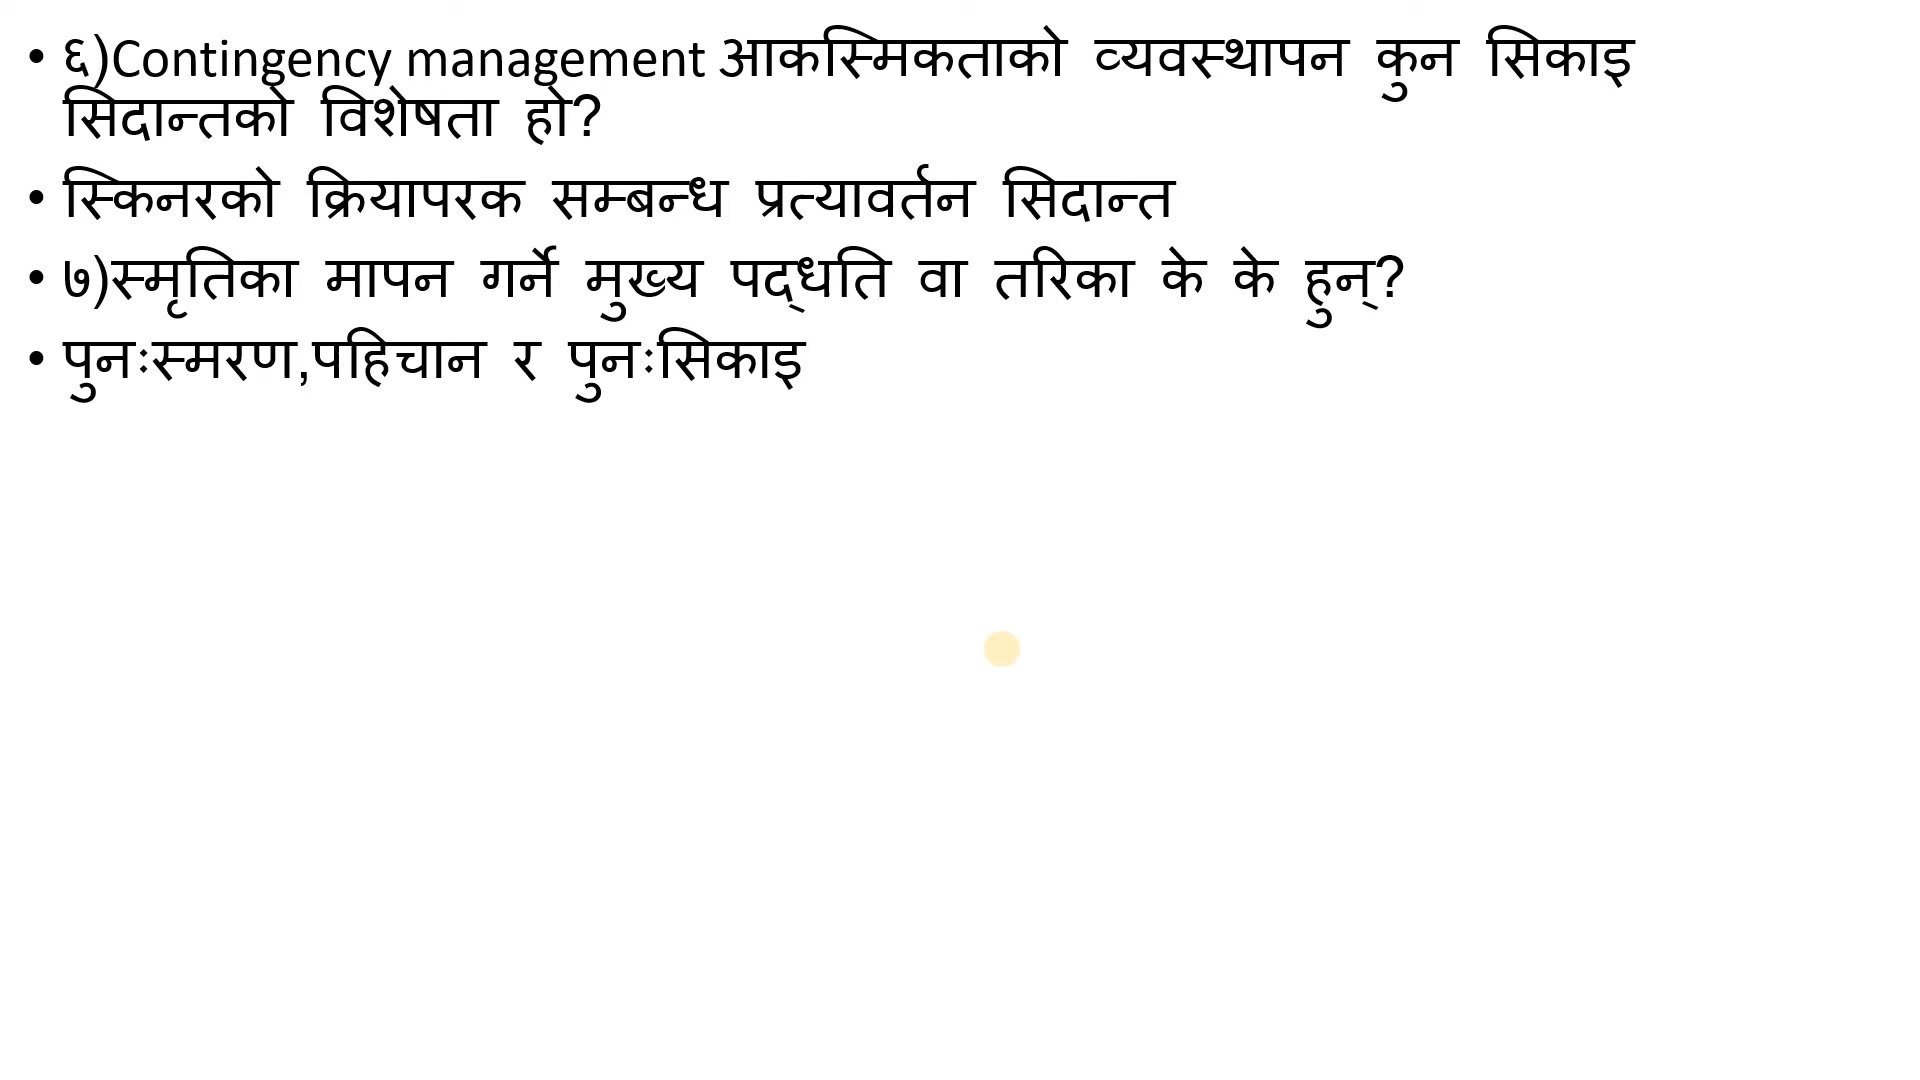 • ६)Contingency management आकस्मिकताको व्यवस्थापन कुन सिकाइ
सिदान्तको विशेषता हो?
• स्किनरको क्रियापरक सम्बन्ध प्रत्यावर्तन सिदान्त
• ७)स्मृतिका मापन गर्ने मुख्य पद्धति वा तरिका के के हुन्?
• पुनःस्मरण,पहिचान र पुनःसिकाइ